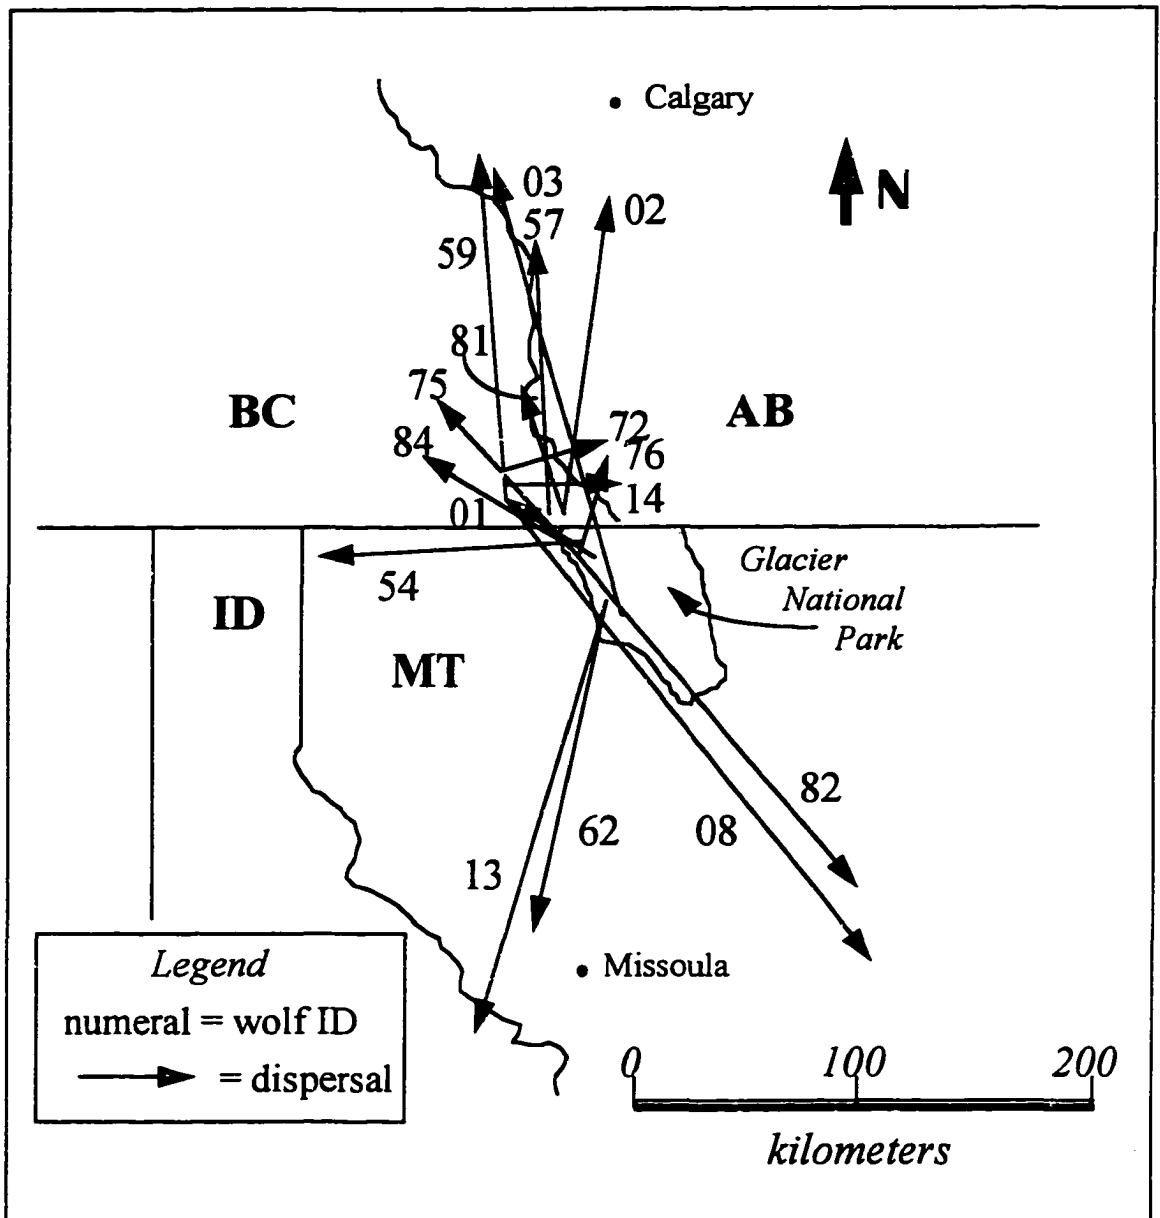 Calgary
N
03
02
57
59
81
75
BC
AB
72
84
76
14
01
Glacier
National
Park
54
ID
MT
82
62
08
13
Missoula
Legend
numeral = wolf ID
= dispersal
0 100 200
kilometers